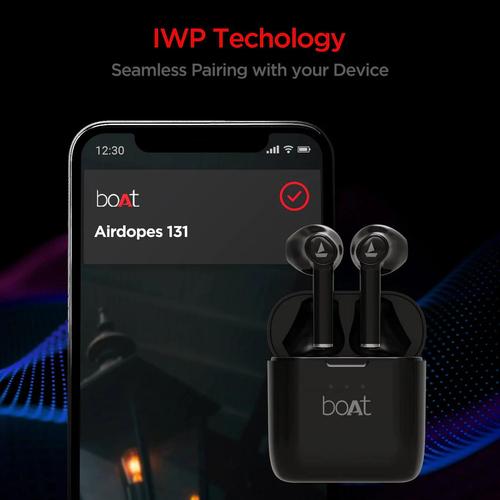 IWP Techology
Seamless Pairing with your Device
12:30
boAt
Airdopes 131
boAt